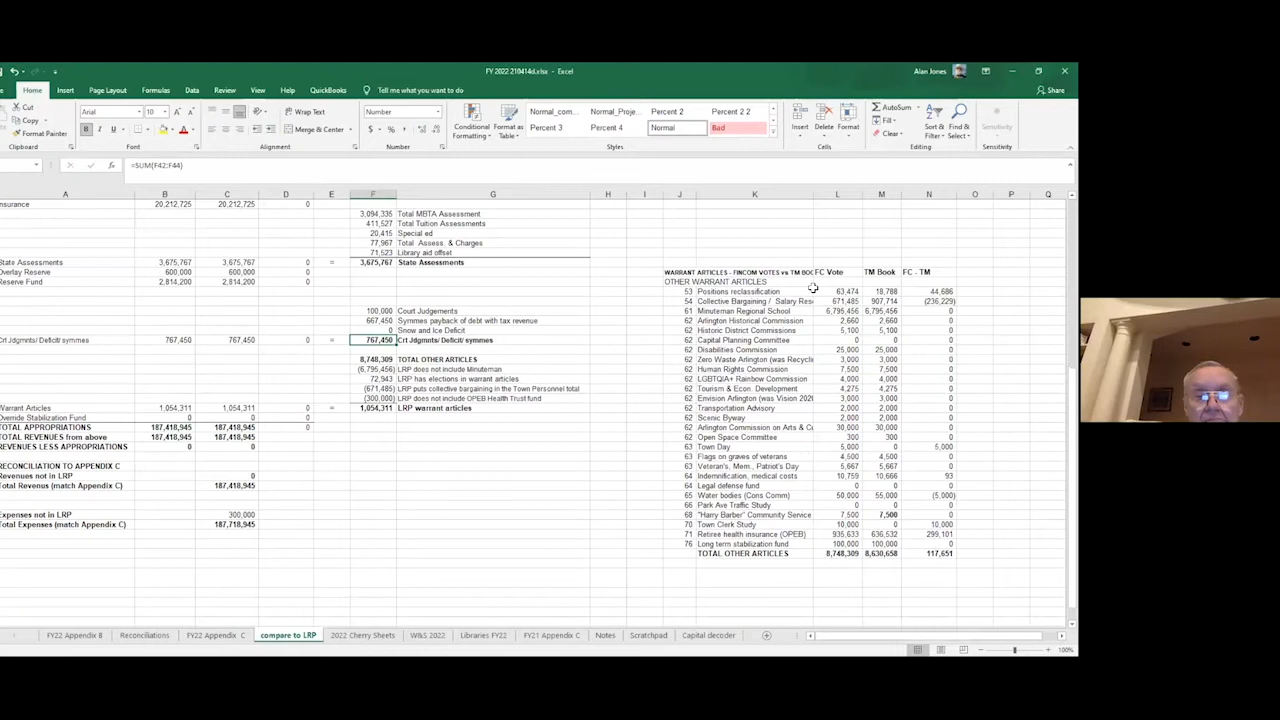 FY 2022 210414d.xlsx - Excel
Alan Jones
Home Insert Page Layout Formulas Data Review View Help QuickBooks Tell me what you want to do Share
Cut
Copy
Format Painter
Clipboard
Arial 10
B I U
Font
Wrap Text
Merge & Center
Alignment
Number
$ % ,
Number
Conditional Formatting
Format as Table
Normal_com... Normal_Proje... Percent 2 Percent 2 2
Percent 3 Percent 4 Normal Bad
Styles
Insert Delete Format
Cells
AutoSum
Fill
Clear
Sort & Filter
Find & Select
Editing
Sensitivity
Sensitivity
=SUM(F42:F44)
A B C D E F G H I J K L M N O P Q
insurance 20,212,725 20,212,725 0
3,094,335 Total MBTA Assessment
411,527 Total Tuition Assessments
20,415 Special ed
77,967 Total Assess. & Charges
71,523 Library aid offset
State Assessments 3,675,767 3,675,767 0 = 3,675,767 State Assessments
Overlay Reserve 600,000 600,000 0
Reserve Fund 2,814,200 2,814,200 0
100,000 Court Judgements
667,450 Symmes payback of debt with tax revenue
0 Snow and Ice Deficit
Crt Jdgmnts/ Deficit/ symmes 767,450 767,450 0 = 767,450 Crt Jdgmnts/ Deficit/ symmes
8,748,309 TOTAL OTHER ARTICLES
(6,795,456) LRP does not include Minuteman
72,943 LRP has elections in warrant articles
(671,485) LRP puts collective bargaining in the Town Personnel total
(300,000) LRP does not include OPEB Health Trust fund
Warrant Articles 1,054,311 1,054,311 0 = 1,054,311 LRP warrant articles
Override Stabilization Fund 0 0 0
TOTAL APPROPRIATIONS 187,418,945 187,418,945 0
TOTAL REVENUES from above 187,418,945 187,418,945
REVENUES LESS APPROPRIATIONS 0 0
RECONCILIATION TO APPENDIX C
Revenues not in LRP 0
Total Revenue (match Appendix C) 187,418,945
Expenses not in LRP 300,000
Total Expenses (match Appendix C) 187,718,945
WARRANT ARTICLES - FINCOM VOTES vs TM BOO FC Vote TM Book FC - TM
OTHER WARRANT ARTICLES
53 Positions reclassification 63,474 18,788 44,686
54 Collective Bargaining / Salary Res 671,485 907,714 (236,229)
61 Minuteman Regional School 6,795,456 6,795,456 0
62 Arlington Historical Commission 2,660 2,660 0
62 Historic District Commissions 5,100 5,100 0
62 Capital Planning Committee 0 0 0
62 Disabilities Commission 25,000 25,000 0
62 Zero Waste Arlington (was Recycli 3,000 3,000 0
62 Human Rights Commission 7,500 7,500 0
62 LGBTQIA+ Rainbow Commission 4,000 4,000 0
62 Tourism & Econ. Development 4,275 4,275 0
62 Envision Arlington (was Vision 202 3,000 3,000 0
62 Transportation Advisory 2,000 2,000 0
62 Scenic Byway 2,000 2,000 0
62 Arlington Commission on Arts & Cu 30,000 30,000 0
62 Open Space Committee 300 300 0
63 Town Day 5,000 0 5,000
63 Flags on graves of veterans 4,500 4,500 0
63 Veteran's, Mem., Patriot's Day 5,667 5,667 0
64 Indemnification, medical costs 10,759 10,666 93
64 Legal defense fund 0 0 0
65 Water bodies (Cons Comm) 50,000 55,000 (5,000)
66 Park Ave Traffic Study 0 0 0
68 "Harry Barber" Community Service 7,500 7,500 0
70 Town Clerk Study 10,000 0 10,000
71 Retiree health insurance (OPEB) 935,633 636,532 299,101
76 Long term stabilization fund 100,000 100,000 0
TOTAL OTHER ARTICLES 8,748,309 8,630,658 117,651
FY22 Appendix B Reconciliations FY22 Appendix C compare to LRP 2022 Cherry Sheets W&S 2022 Libraries FY22 FY21 Appendix C Notes Scratchpad Capital decoder
100%